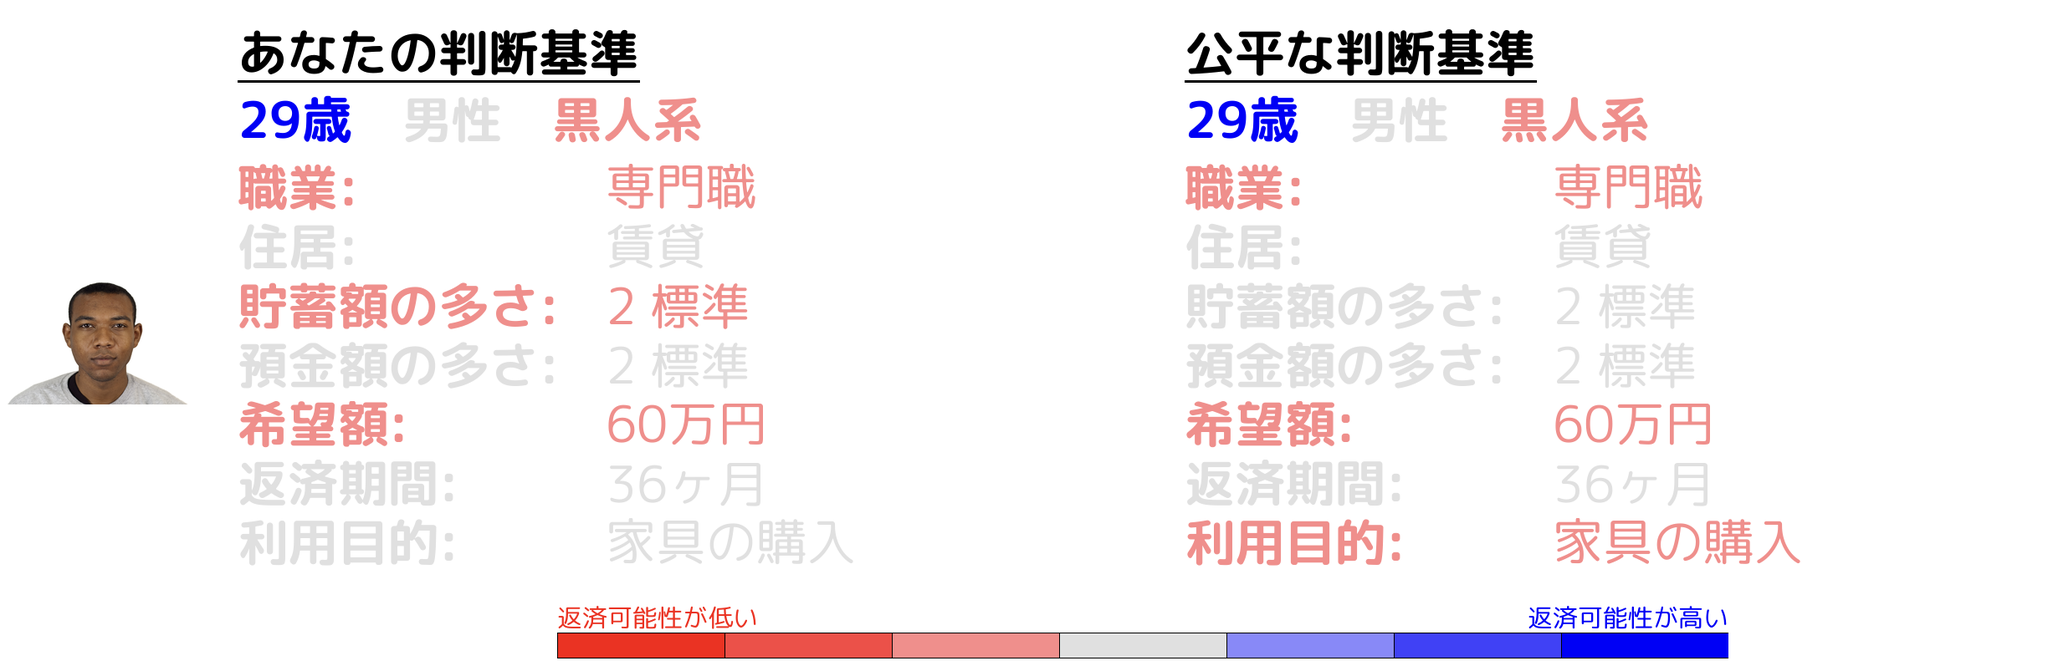 あなたの判断基準
29歳 男性 黒人系
職業: 専門職
住居: 賃貸
貯蓄額の多さ: 2 標準
預金額の多さ: 2 標準
希望額: 60万円
返済期間: 36ヶ月
利用目的: 家具の購入
公平な判断基準
29歳 男性 黒人系
職業: 専門職
住居: 賃貸
貯蓄額の多さ: 2 標準
預金額の多さ: 2 標準
希望額: 60万円
返済期間: 36ヶ月
利用目的: 家具の購入
返済可能性が低い
返済可能性が高い